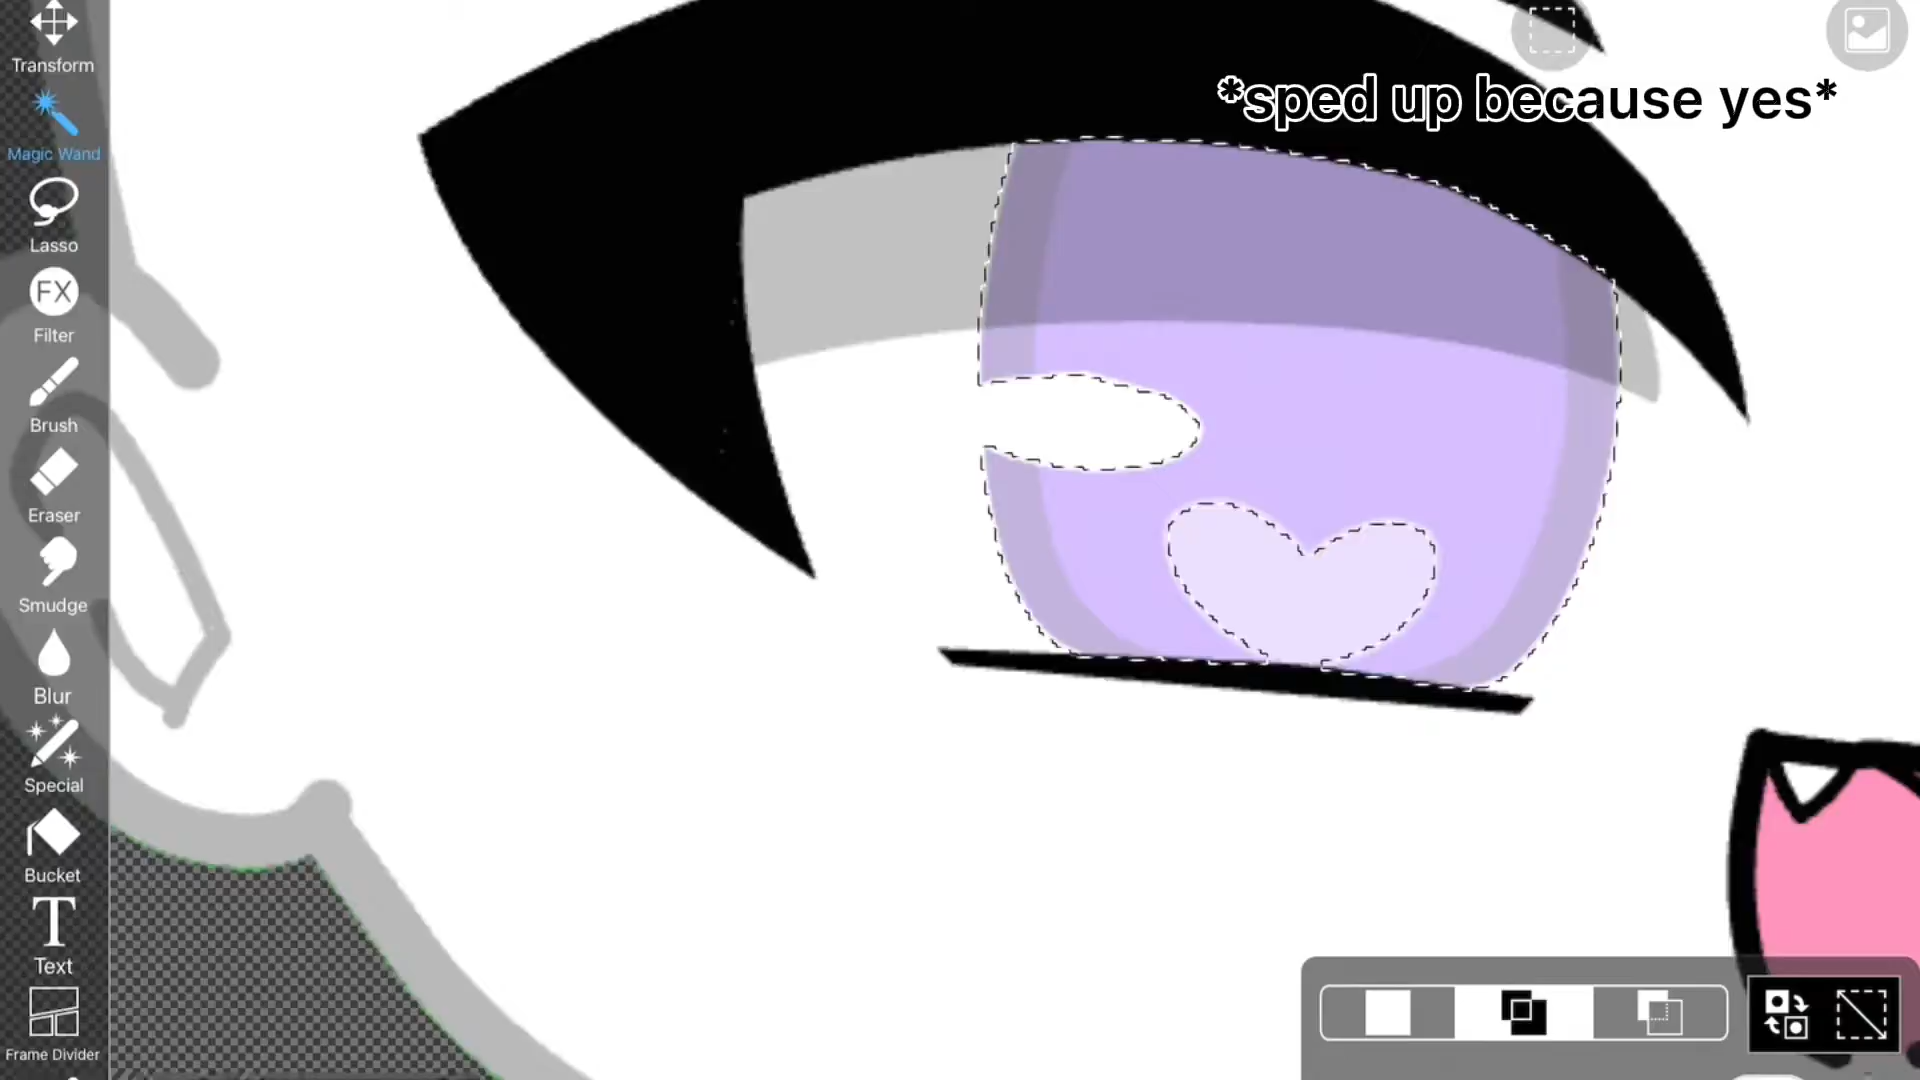 Transform
*sped up because yes*
Magic Wand
Lasso
FX
Filter
Brush
Eraser
Smudge
Blur
Special
Bucket
T
Text
Frame Divider